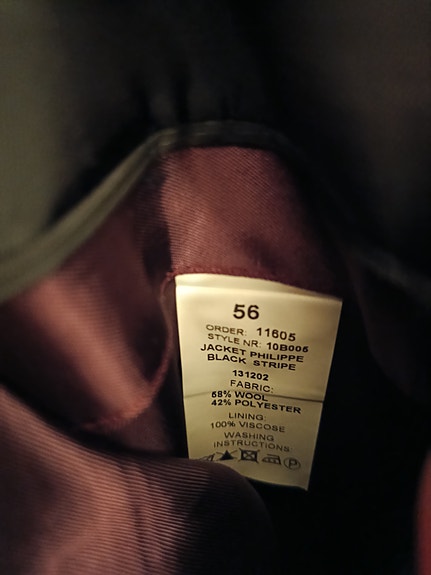 56
ORDER: 11605
STYLE NR: 10B005
JACKET PHILIPPE
BLACK STRIPE
131202
FABRIC:
58% WOOL
42% POLYESTER
LINING:
100% VISCOSE
WASHING
INSTRUCTIONS
P